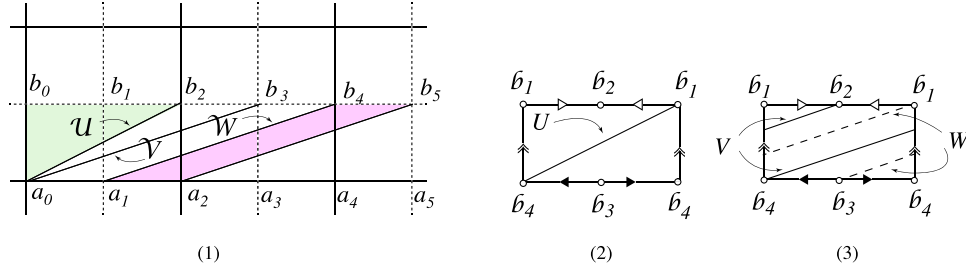 b₀ b₁ b₂ b₃ b₄ b₅
𝒰 𝒱 𝒲
a₀ a₁ a₂ a₃ a₄ a₅
(1)
b₁ b₂ b₁
U
b₄ b₃ b₄
(2)
b₁ b₂ b₁
V W
b₄ b₃ b₄
(3)